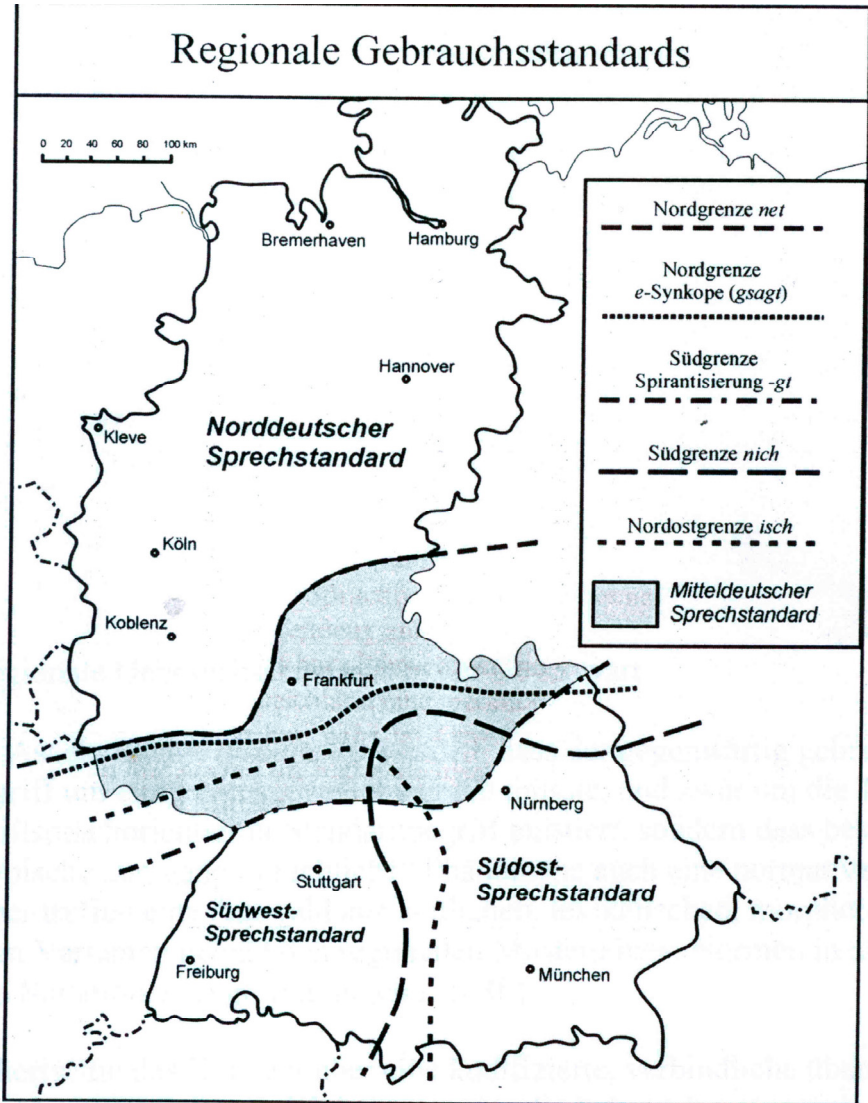 Regionale Gebrauchsstandards
0 20 40 60 80 100 km
Bremerhaven
Hamburg
Hannover
Norddeutscher
Sprechstandard
Kleve
Köln
Koblenz
Frankfurt
Nürnberg
Stuttgart
Südwest-
Sprechstandard
Südost-
Sprechstandard
Freiburg
München
Nordgrenze net
Nordgrenze
e-Synkope (gsagt)
Südgrenze
Spirantisierung -gt
Südgrenze nich
Nordostgrenze isch
Mitteldeutscher
Sprechstandard